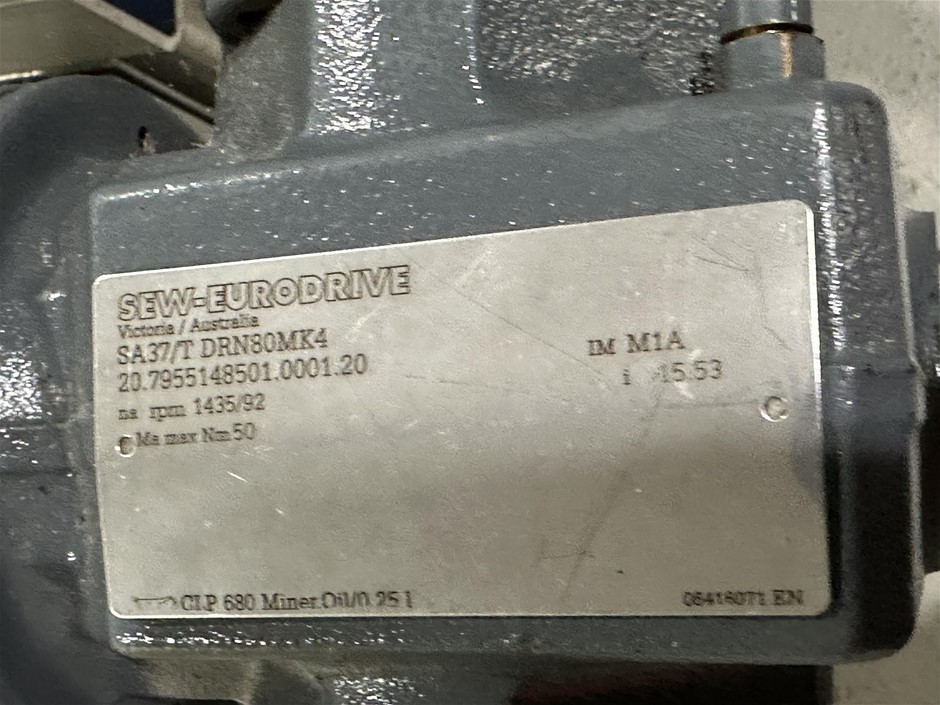 SEW-EURODRIVE
Victoria / Australia
SA37/T DRN80MK4
20.7955148501.0001.20
na rpm 1435/92
IM M1A
i 15.53
Ma max Nm 50
CLP 680 Miner.Oil/0.25 l
06416071 EN